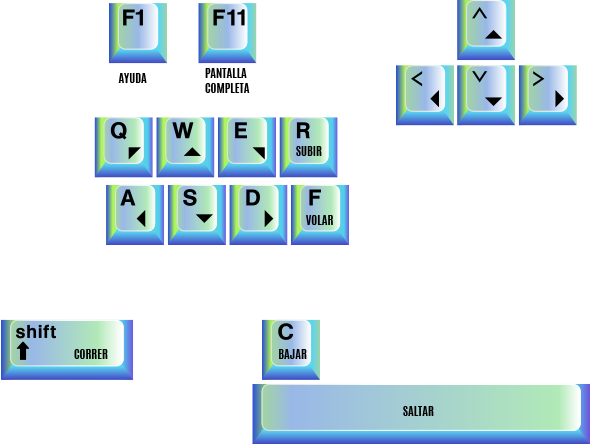 F1 F11
AYUDA PANTALLA
COMPLETA
^
< v >
Q W E R
SUBIR
A S D F
VOLAR
shift
CORRER
C
BAJAR
SALTAR